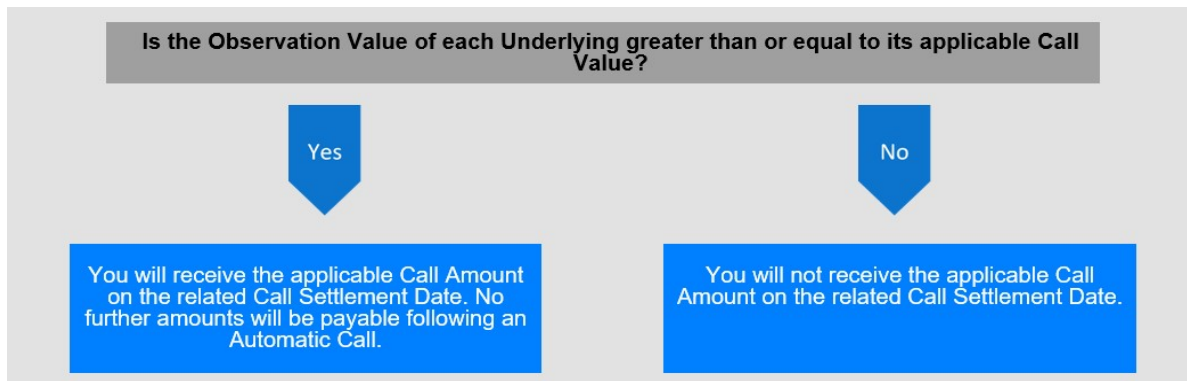 Is the Observation Value of each Underlying greater than or equal to its applicable Call
Value?
Yes
No
You will receive the applicable Call Amount
on the related Call Settlement Date. No
further amounts will be payable following an
Automatic Call.
You will not receive the applicable Call
Amount on the related Call Settlement Date.